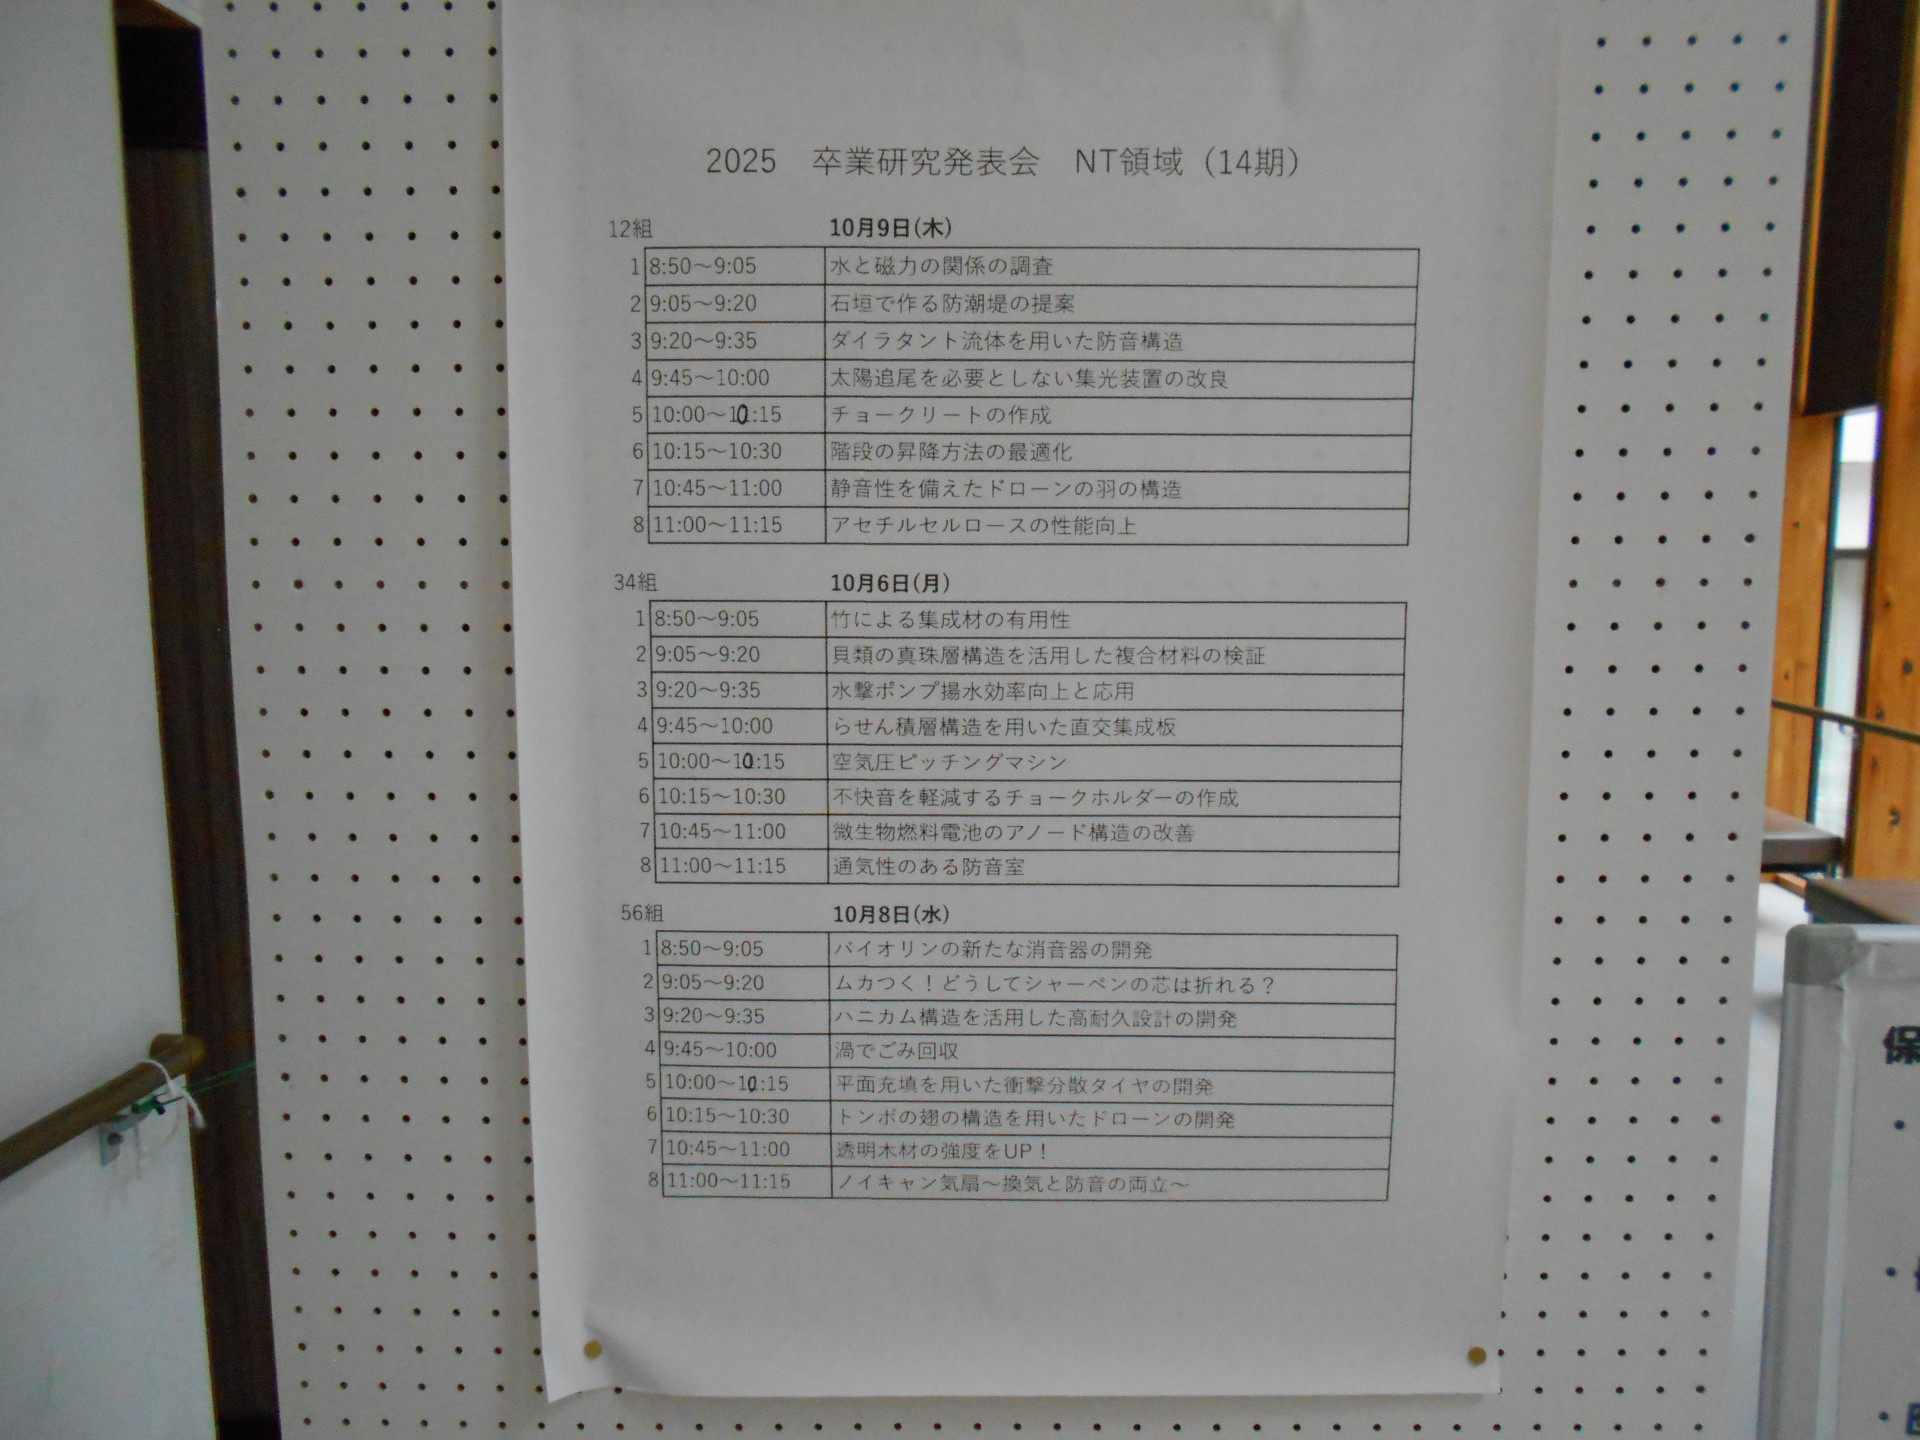 2025 卒業研究発表会 NT領域（14期）
12組 10月9日(木)
1 8:50～9:05 水と磁力の関係の調査
2 9:05～9:20 石垣で作る防潮堤の提案
3 9:20～9:35 ダイラタント流体を用いた防音構造
4 9:45～10:00 太陽追尾を必要としない集光装置の改良
5 10:00～10:15 チョークリートの作成
6 10:15～10:30 階段の昇降方法の最適化
7 10:45～11:00 静音性を備えたドローンの羽の構造
8 11:00～11:15 アセチルセルロースの性能向上
34組 10月6日(月)
1 8:50～9:05 竹による集成材の有用性
2 9:05～9:20 貝類の真珠層構造を活用した複合材料の検証
3 9:20～9:35 水撃ポンプ揚水効率向上と応用
4 9:45～10:00 らせん積層構造を用いた直交集成板
5 10:00～10:15 空気圧ピッチングマシン
6 10:15～10:30 不快音を軽減するチョークホルダーの作成
7 10:45～11:00 微生物燃料電池のアノード構造の改善
8 11:00～11:15 通気性のある防音室
56組 10月8日(水)
1 8:50～9:05 バイオリンの新たな消音器の開発
2 9:05～9:20 ムカつく！どうしてシャーペンの芯は折れる？
3 9:20～9:35 ハニカム構造を活用した高耐久設計の開発
4 9:45～10:00 渦でごみ回収
5 10:00～10:15 平面充填を用いた衝撃分散タイヤの開発
6 10:15～10:30 トンボの翅の構造を用いたドローンの開発
7 10:45～11:00 透明木材の強度をUP！
8 11:00～11:15 ノイキャン気扇～換気と防音の両立～
保